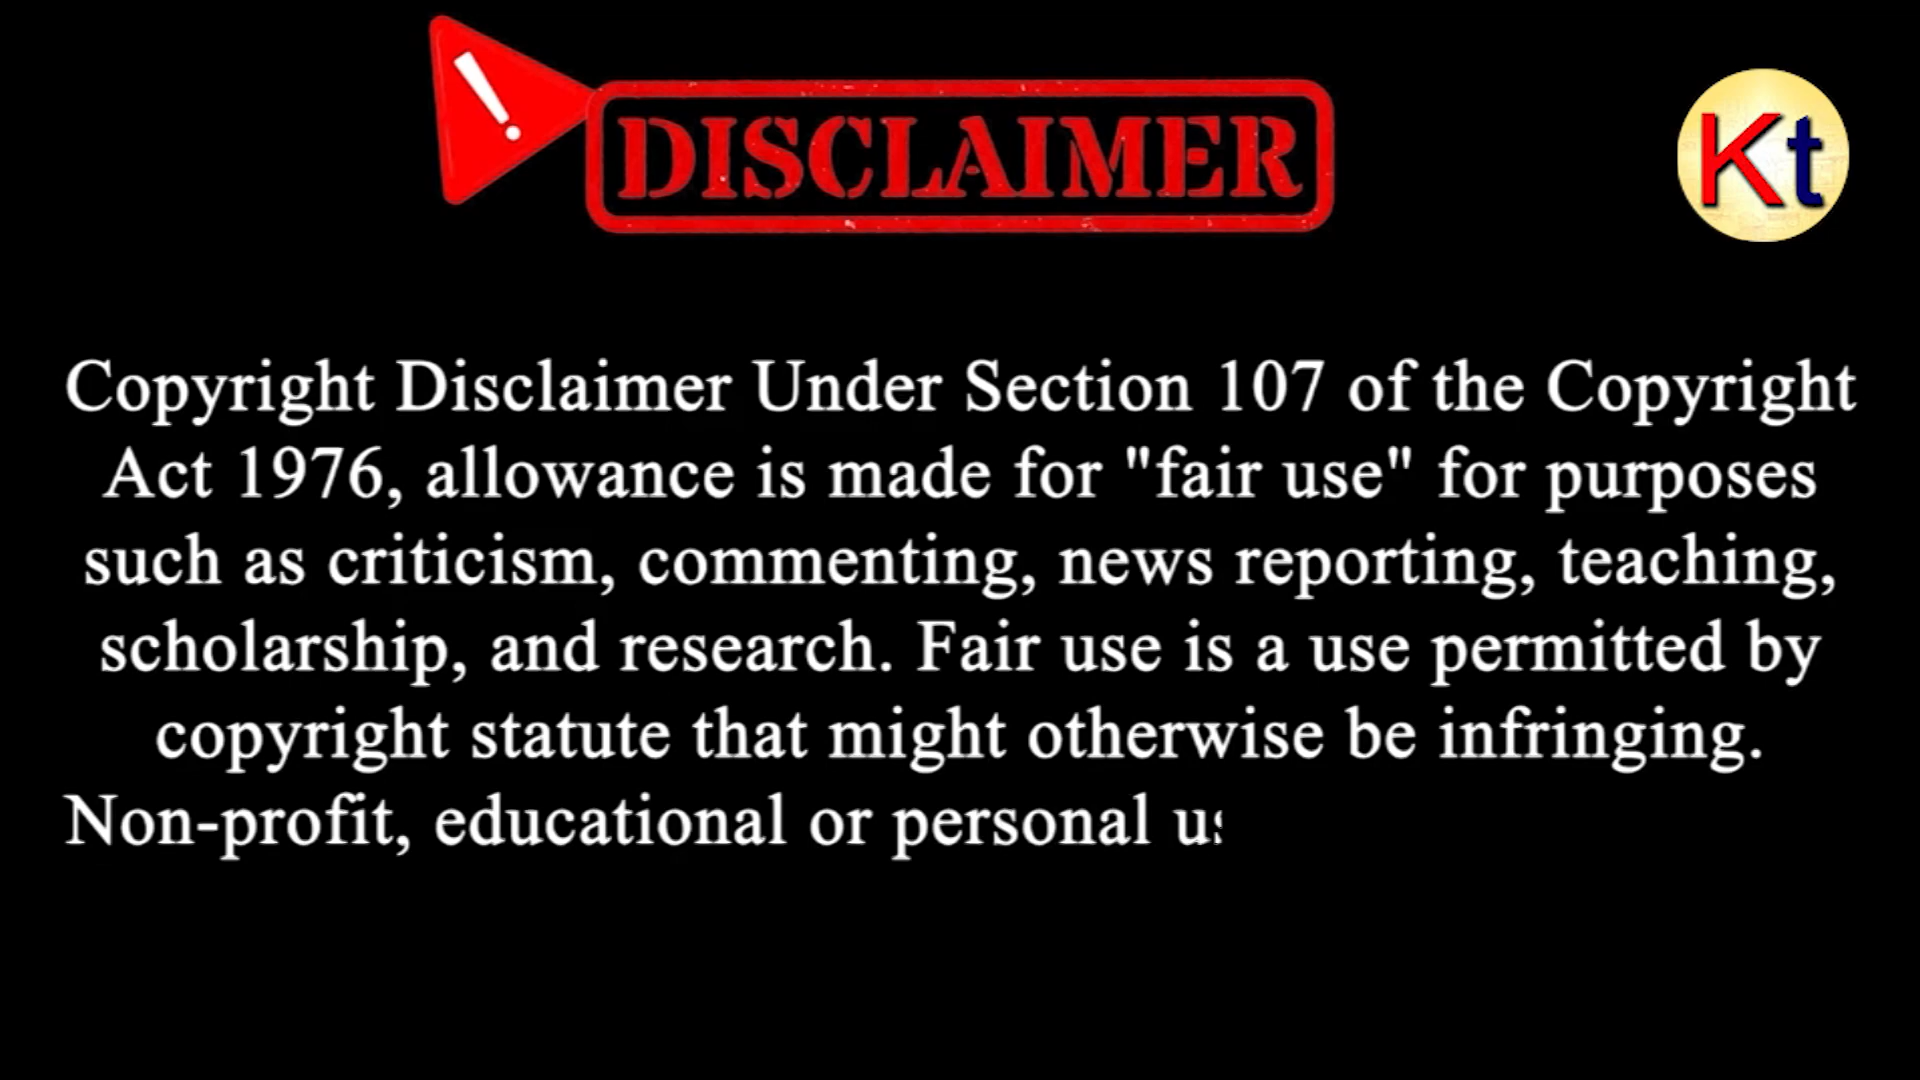 !
DISCLAIMER
Kt
Copyright Disclaimer Under Section 107 of the Copyright
Act 1976, allowance is made for "fair use" for purposes
such as criticism, commenting, news reporting, teaching,
scholarship, and research. Fair use is a use permitted by
copyright statute that might otherwise be infringing.
Non-profit, educational or personal